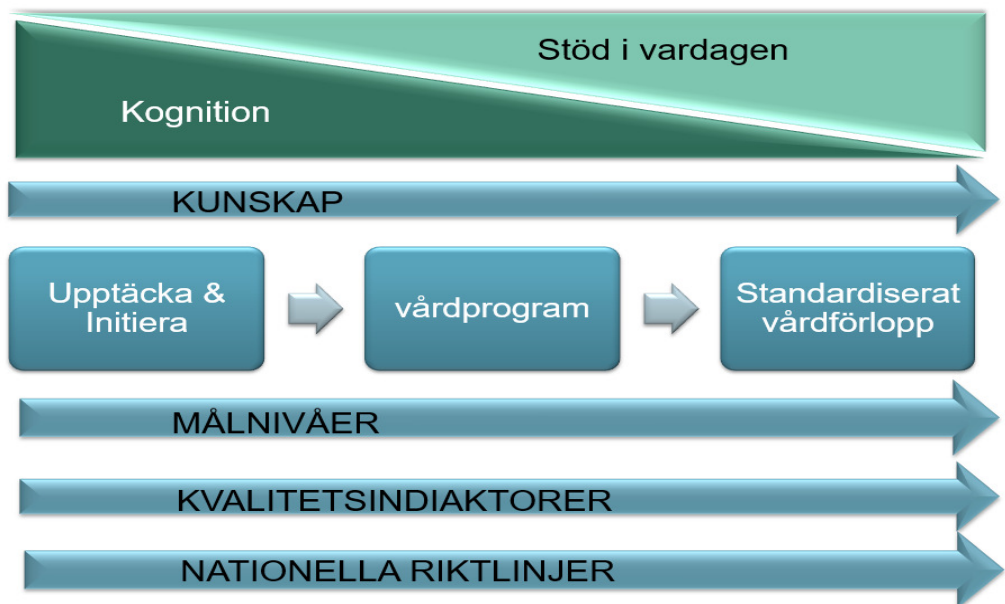 Stöd i vardagen
Kognition
KUNSKAP
Upptäcka &
Initiera
vårdprogram
Standardiserat
vårdförlopp
MÅLNIVÅER
KVALITETSINDIAKTORER
NATIONELLA RIKTLINJER